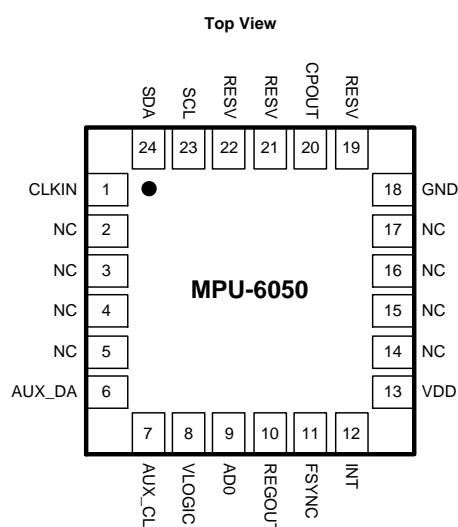 Top View
SDA
SCL
RESV
RESV
CPOUT
RESV
24 23 22 21 20 19
CLKIN 1 18 GND
NC 2 17 NC
NC 3 16 NC
MPU-6050
NC 4 15 NC
NC 5 14 NC
AUX_DA 6 13 VDD
7 8 9 10 11 12
AUX_CL
VLOGIC
AD0
REGOUT
FSYNC
INT